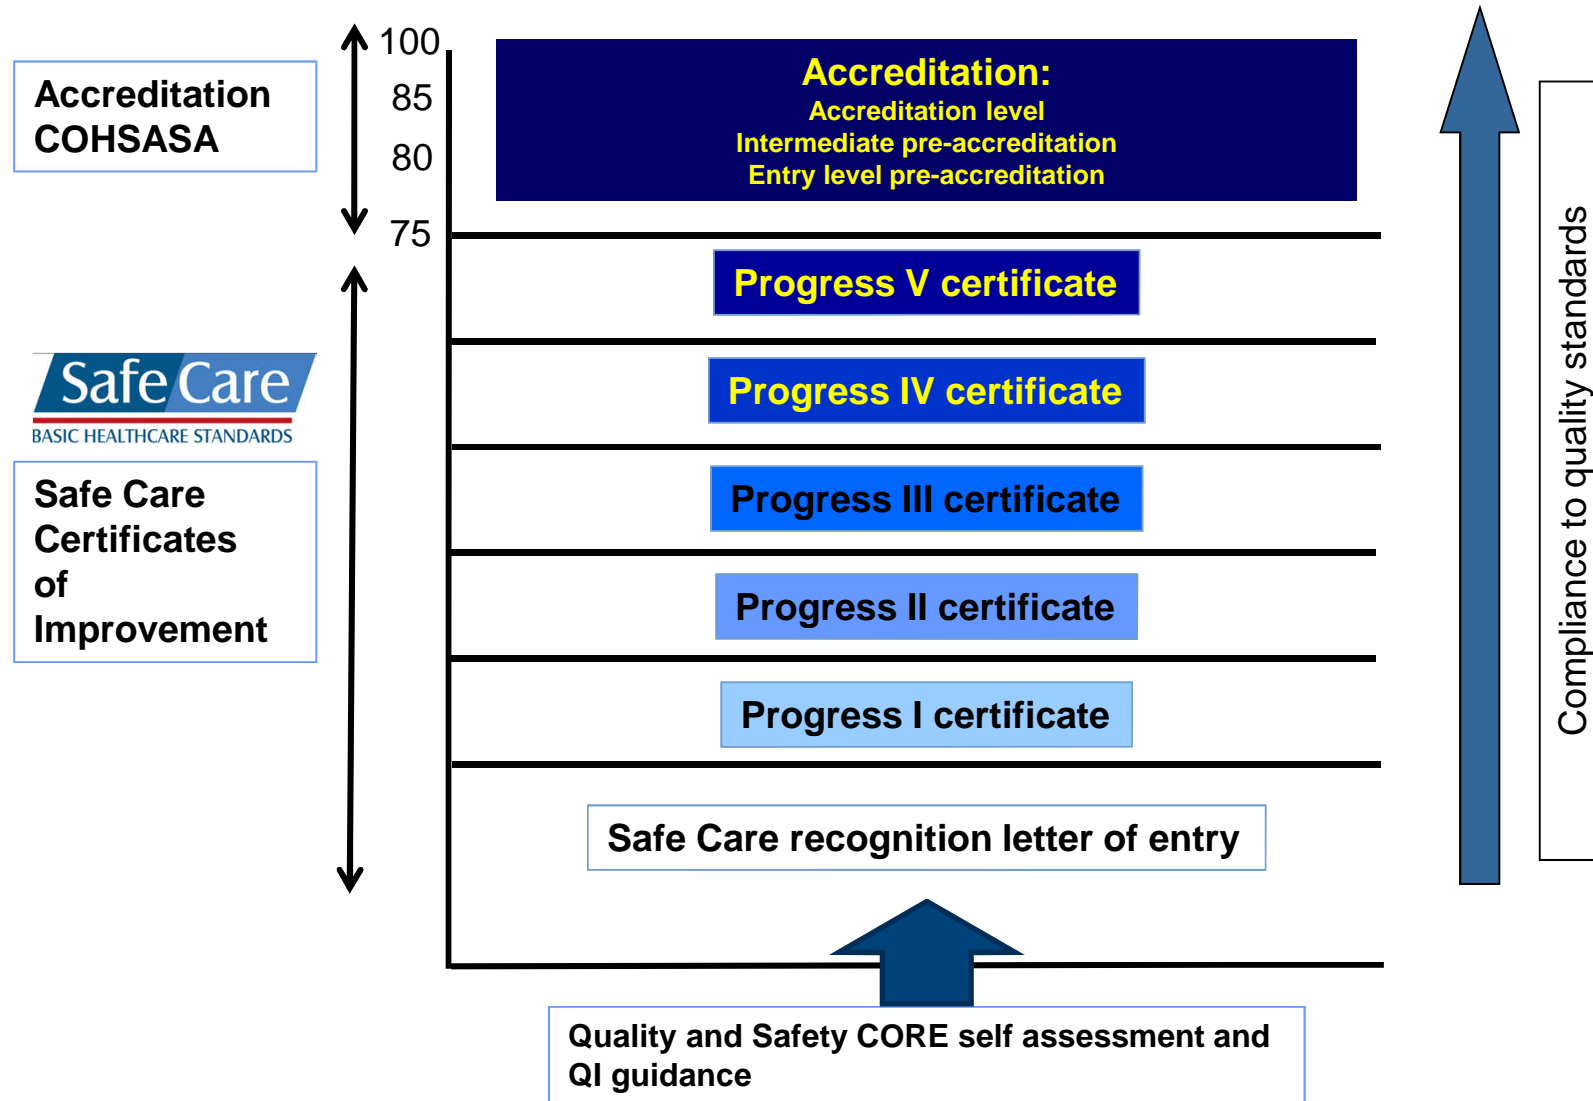 Accreditation
COHSASA
100
85
80
75
Accreditation:
Accreditation level
Intermediate pre-accreditation
Entry level pre-accreditation
Progress V certificate
Progress IV certificate
Progress III certificate
Progress II certificate
Progress I certificate
Safe Care recognition letter of entry
SafeCare
BASIC HEALTHCARE STANDARDS
Safe Care
Certificates
of
Improvement
Quality and Safety CORE self assessment and
QI guidance
Compliance to quality standards